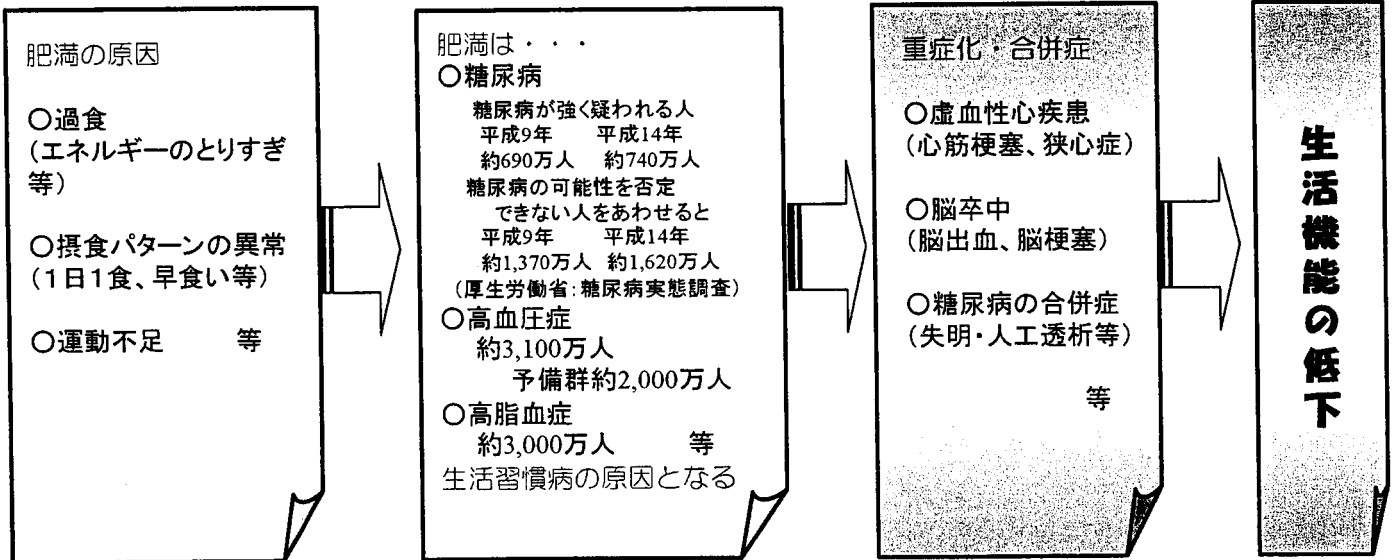 肥満の原因
○過食
(エネルギーのとりすぎ
等)
○摂食パターンの異常
(1日1食、早食い等)
○運動不足 等
肥満は・・・
○糖尿病
糖尿病が強く疑われる人
平成9年 平成14年
約690万人 約740万人
糖尿病の可能性を否定
できない人をあわせると
平成9年 平成14年
約1,370万人 約1,620万人
(厚生労働省:糖尿病実態調査)
○高血圧症
約3,100万人
予備群約2,000万人
○高脂血症
約3,000万人 等
生活習慣病の原因となる
重症化・合併症
○虚血性心疾患
(心筋梗塞、狭心症)
○脳卒中
(脳出血、脳梗塞)
○糖尿病の合併症
(失明・人工透析等)
等
生活機能の低下